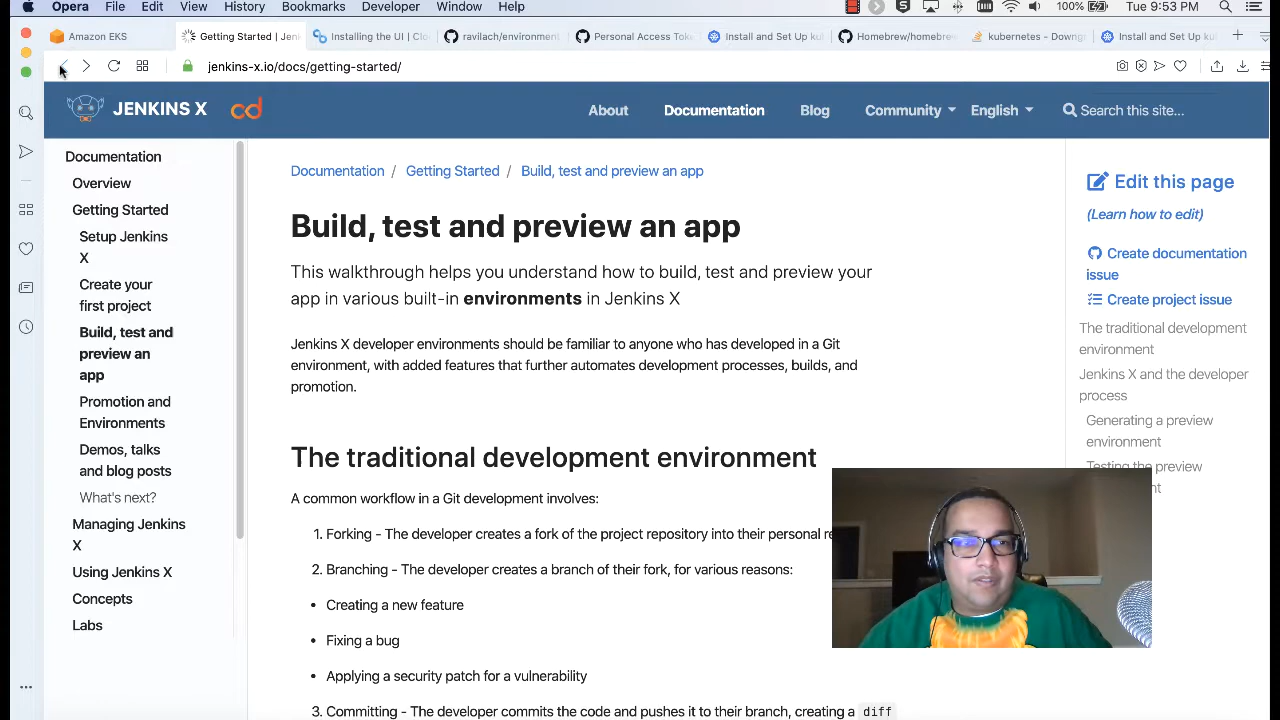 Opera File Edit View History Bookmarks Developer Window Help 100% Tue 9:53 PM
Amazon EKS Getting Started | Jenk Installing the UI | Clo ravilach/environment Personal Access Tok Install and Set Up ku Homebrew/homebre kubernetes - Downg Install and Set Up ku
jenkins-x.io/docs/getting-started/
JENKINS X cd About Documentation Blog Community English Search this site...
Documentation
Overview
Getting Started
Setup Jenkins
X
Create your
first project
Build, test and
preview an
app
Promotion and
Environments
Demos, talks
and blog posts
What's next?
Managing Jenkins
X
Using Jenkins X
Concepts
Labs
Documentation / Getting Started / Build, test and preview an app
Build, test and preview an app
This walkthrough helps you understand how to build, test and preview your
app in various built-in environments in Jenkins X
Jenkins X developer environments should be familiar to anyone who has developed in a Git
environment, with added features that further automates development processes, builds, and
promotion.
The traditional development environment
A common workflow in a Git development involves:
1. Forking - The developer creates a fork of the project repository into their personal re
2. Branching - The developer creates a branch of their fork, for various reasons:
• Creating a new feature
• Fixing a bug
• Applying a security patch for a vulnerability
3. Committing - The developer commits the code and pushes it to their branch, creating a diff
Edit this page
(Learn how to edit)
Create documentation
issue
Create project issue
The traditional development
environment
Jenkins X and the developer
process
Generating a preview
environment
Testing the preview